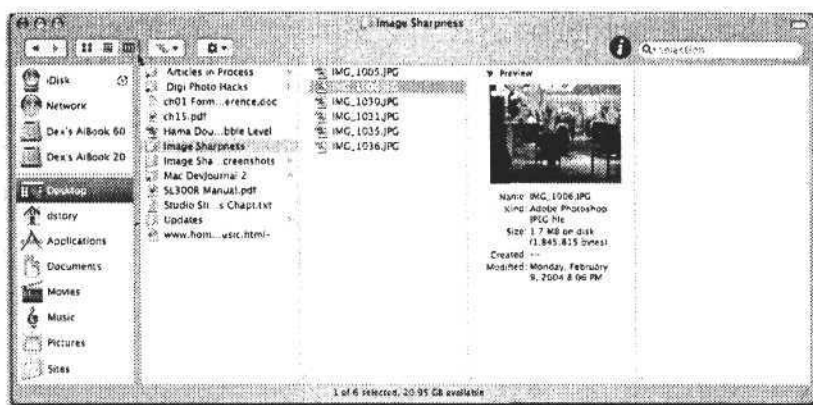 Image Sharpness
iDisk
Network
Dex's AlBook 60
Dex's AlBook 20
Desktop
dstory
Applications
Documents
Movies
Music
Pictures
Sites
Articles in Process
Digi Photo Hacks
ch01 Form...erence.doc
ch15.pdf
Hama Dou...bble Level
Image Sharpness
Image Sha...creenshots
Mac DevJournal 2
SL300R Manual.pdf
Studio Str...s Chapt.txt
Updates
www.hom...usic.html-
IMG_1005.JPG
IMG_1030.JPG
IMG_1031.JPG
IMG_1035.JPG
IMG_1036.JPG
Preview
Name: IMG_1006.JPG
Kind: Adobe Photoshop
JPEG file
Size: 1.7 MB on disk
(1,845,815 bytes)
Created: --
Modified: Monday, February
9, 2004 8:06 PM
1 of 6 selected, 20.95 GB available